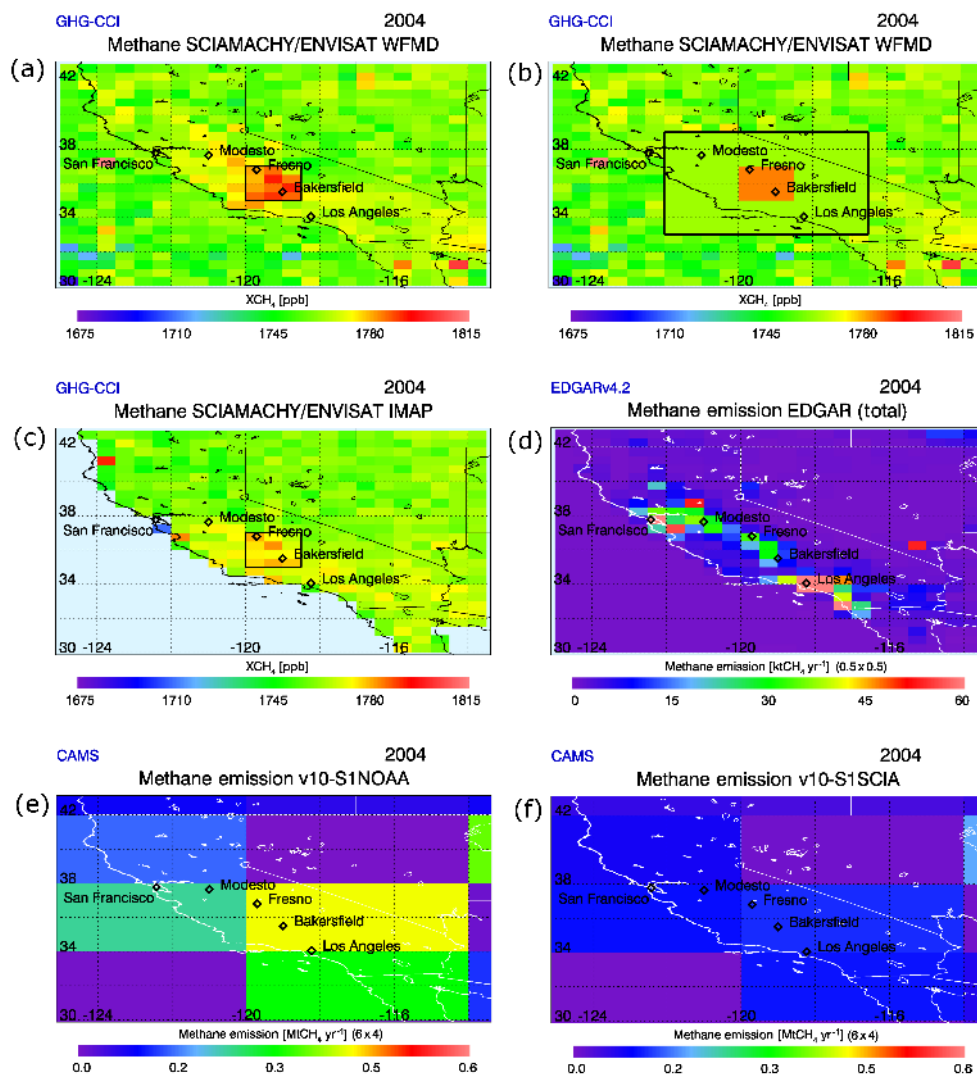 GHG-CCI 2004
Methane SCIAMACHY/ENVISAT WFMD
(a)
42
38
Modesto
San Francisco
Fresno
Bakersfield
34
Los Angeles
30 -124 -120 -116
XCH₄ [ppb]
1675 1710 1745 1780 1815
GHG-CCI 2004
Methane SCIAMACHY/ENVISAT WFMD
(b)
42
38
Modesto
San Francisco
Fresno
Bakersfield
34
Los Angeles
30 -124 -120 -116
XCH₄ [ppb]
1675 1710 1745 1780 1815
GHG-CCI 2004
Methane SCIAMACHY/ENVISAT IMAP
(c)
42
38
Modesto
San Francisco
Fresno
Bakersfield
34
Los Angeles
30 -124 -120 -116
XCH₄ [ppb]
1675 1710 1745 1780 1815
EDGARv4.2 2004
Methane emission EDGAR (total)
(d)
42
38
Modesto
San Francisco
Fresno
Bakersfield
34
Los Angeles
30 -124 -120 -116
Methane emission [ktCH₄ yr⁻¹] (0.5x0.5)
0 15 30 45 60
CAMS 2004
Methane emission v10-S1NOAA
(e)
42
38
Modesto
San Francisco
Fresno
Bakersfield
34
Los Angeles
30 -124 -120 -116
Methane emission [MtCH₄ yr⁻¹] (6x4)
0.0 0.2 0.3 0.5 0.6
CAMS 2004
Methane emission v10-S1SCIA
(f)
42
38
Modesto
San Francisco
Fresno
Bakersfield
34
Los Angeles
30 -124 -120 -116
Methane emission [MtCH₄ yr⁻¹] (6x4)
0.0 0.2 0.3 0.5 0.6